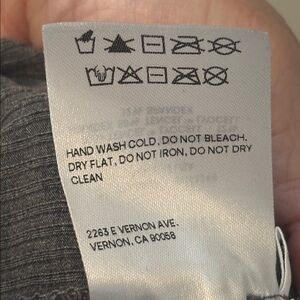 HAND WASH COLD, DO NOT BLEACH,
DRY FLAT, DO NOT IRON, DO NOT DRY
CLEAN
2263 E VERNON AVE.
VERNON, CA 90058